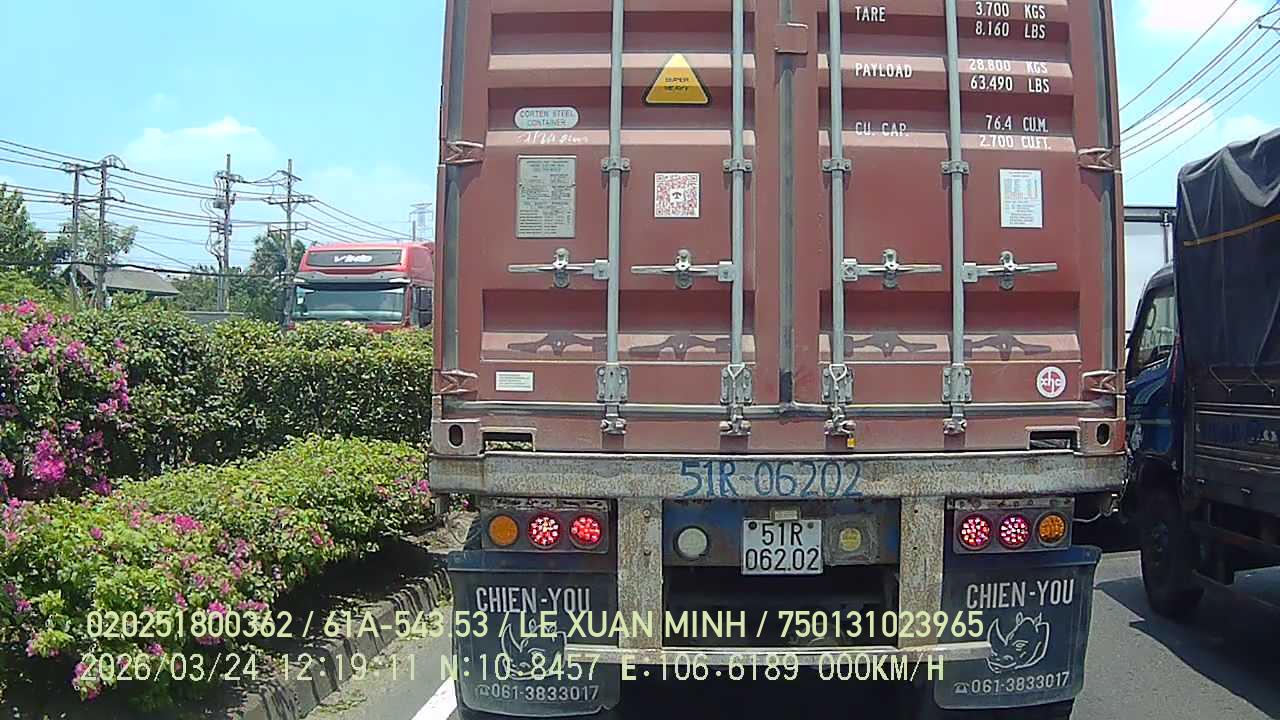 TARE 3.700 KGS
8.160 LBS
PAYLOAD 28.800 KGS
63.490 LBS
CU. CAP. 76.4 CU.M.
2.700 CU.FT.
SUPER
HEAVY
CORTEN STEEL
CONTAINER
51R-06202
51R
062.02
CHIEN-YOU
☎061-3833017
CHIEN-YOU
☎061-3833017
020251800362 / 61A-543.53 / LE XUAN MINH / 750131023965
2026/03/24 12:19:11 N:10.8457 E:106.6189 000KM/H